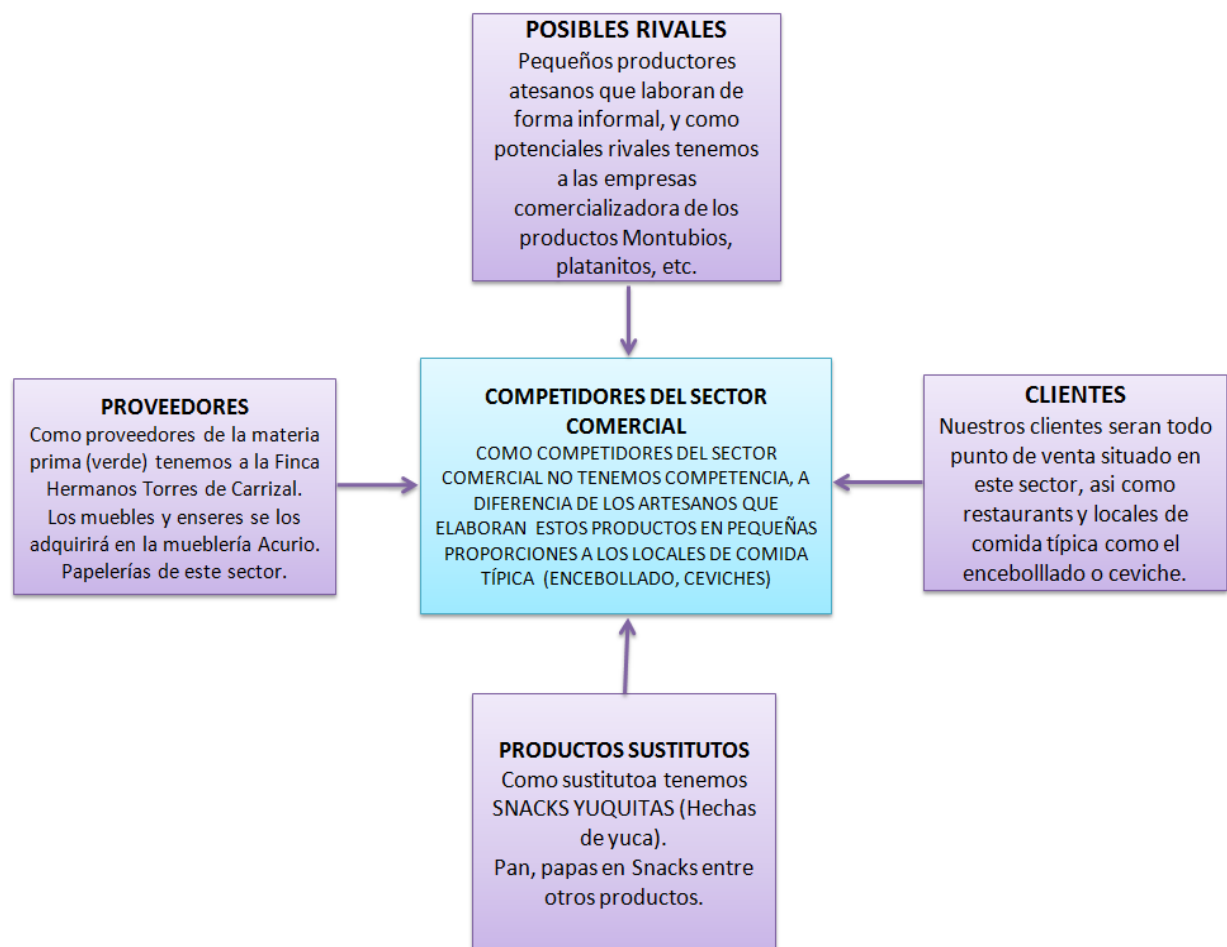 POSIBLES RIVALES
Pequeños productores
atesanos que laboran de
forma informal, y como
potenciales rivales tenemos
a las empresas
comercializadora de los
productos Montubios,
platanitos, etc.
PROVEEDORES
Como proveedores de la materia
prima (verde) tenemos a la Finca
Hermanos Torres de Carrizal.
Los muebles y enseres se los
adquirirá en la mueblería Acurio.
Papelerías de este sector.
COMPETIDORES DEL SECTOR
COMERCIAL
COMO COMPETIDORES DEL SECTOR
COMERCIAL NO TENEMOS COMPETENCIA, A
DIFERENCIA DE LOS ARTESANOS QUE
ELABORAN ESTOS PRODUCTOS EN PEQUEÑAS
PROPORCIONES A LOS LOCALES DE COMIDA
TÍPICA (ENCEBOLLADO, CEVICHES)
CLIENTES
Nuestros clientes seran todo
punto de venta situado en
este sector, asi como
restaurants y locales de
comida típica como el
encebolllado o ceviche.
PRODUCTOS SUSTITUTOS
Como sustitutoa tenemos
SNACKS YUQUITAS (Hechas
de yuca).
Pan, papas en Snacks entre
otros productos.